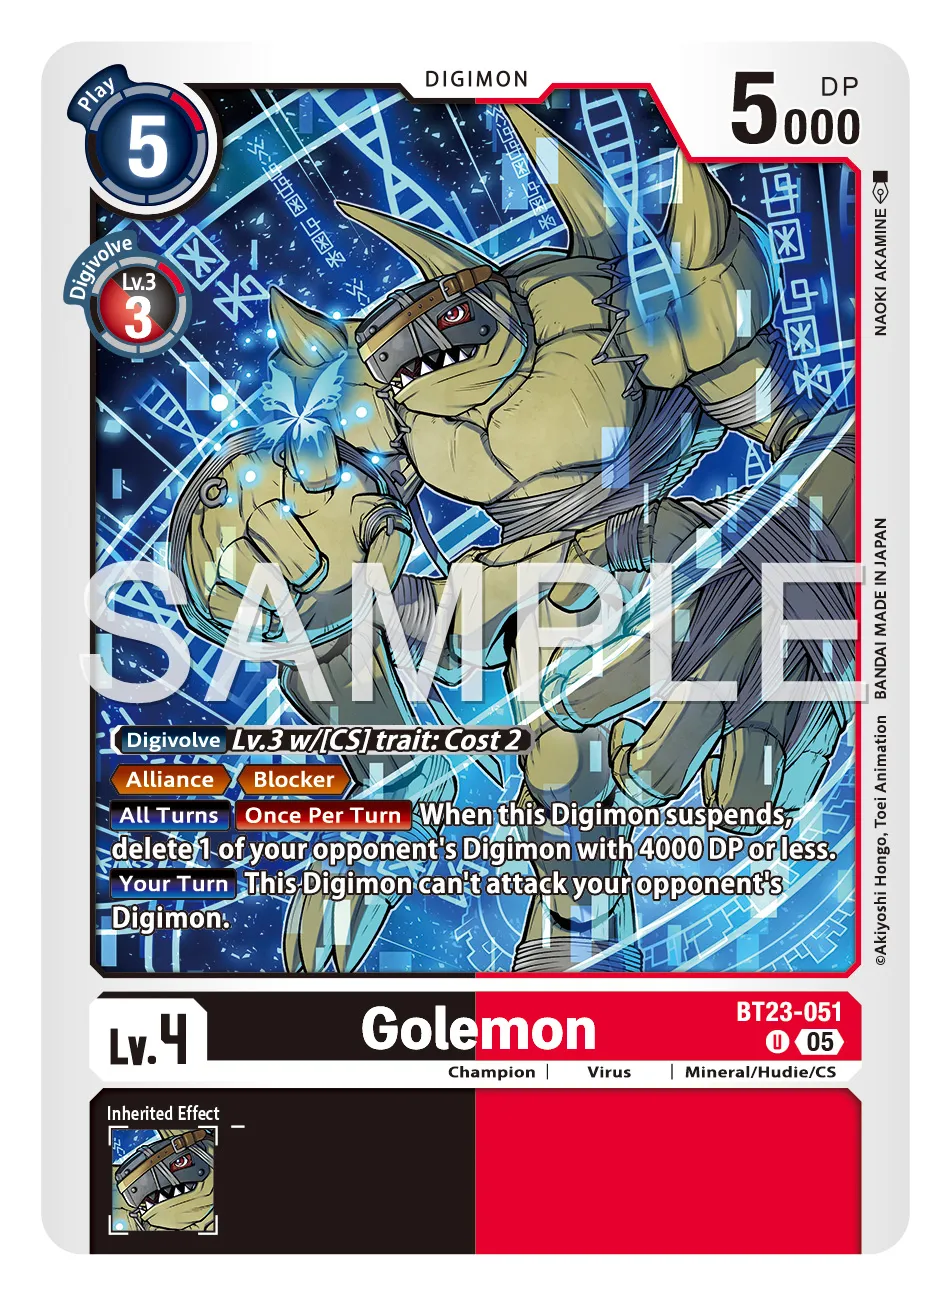 DIGIMON
Play
5
DP
5000
Digivolve
Lv.3
3
NAOKI AKAMINE
SAMPLE
BANDAI MADE IN JAPAN
©Akiyoshi Hongo, Toei Animation
Digivolve Lv.3 w/[CS] trait: Cost 2
Alliance Blocker
All Turns Once Per Turn When this Digimon suspends,
delete 1 of your opponent's Digimon with 4000 DP or less.
Your Turn This Digimon can't attack your opponent's
Digimon.
Lv.4
Golemon
BT23-051
U 05
Champion | Virus | Mineral/Hudie/CS
Inherited Effect
–